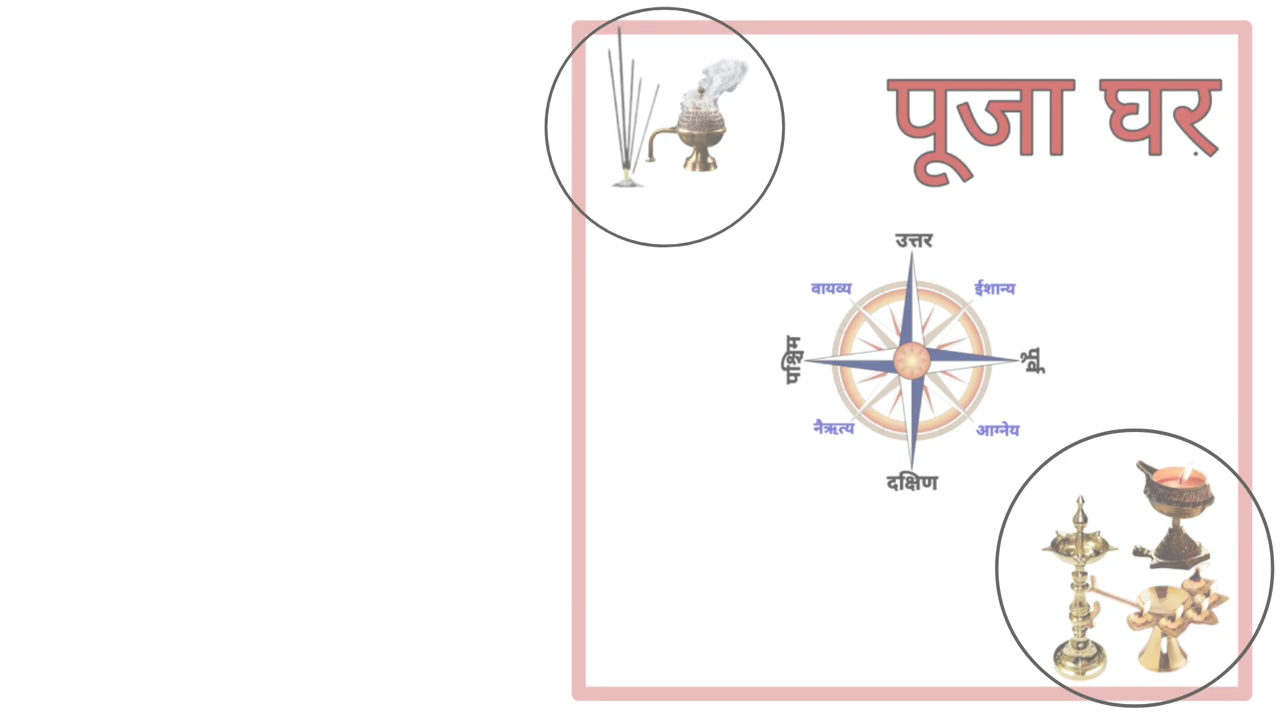 पूजा घर
उत्तर
वायव्य
ईशान्य
पश्चिम
पूर्व
नैऋत्य
आग्नेय
दक्षिण